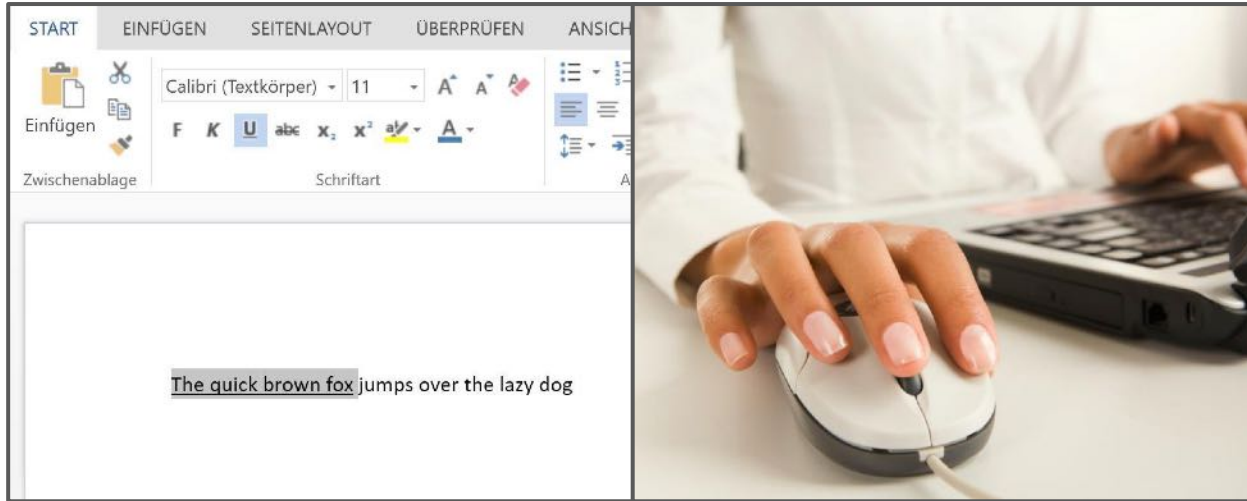 START EINFÜGEN SEITENLAYOUT ÜBERPRÜFEN ANSICH
Einfügen
Calibri (Textkörper) 11 A A A
F K U abc x₂ x² ab A
Zwischenablage Schriftart A
The quick brown fox jumps over the lazy dog